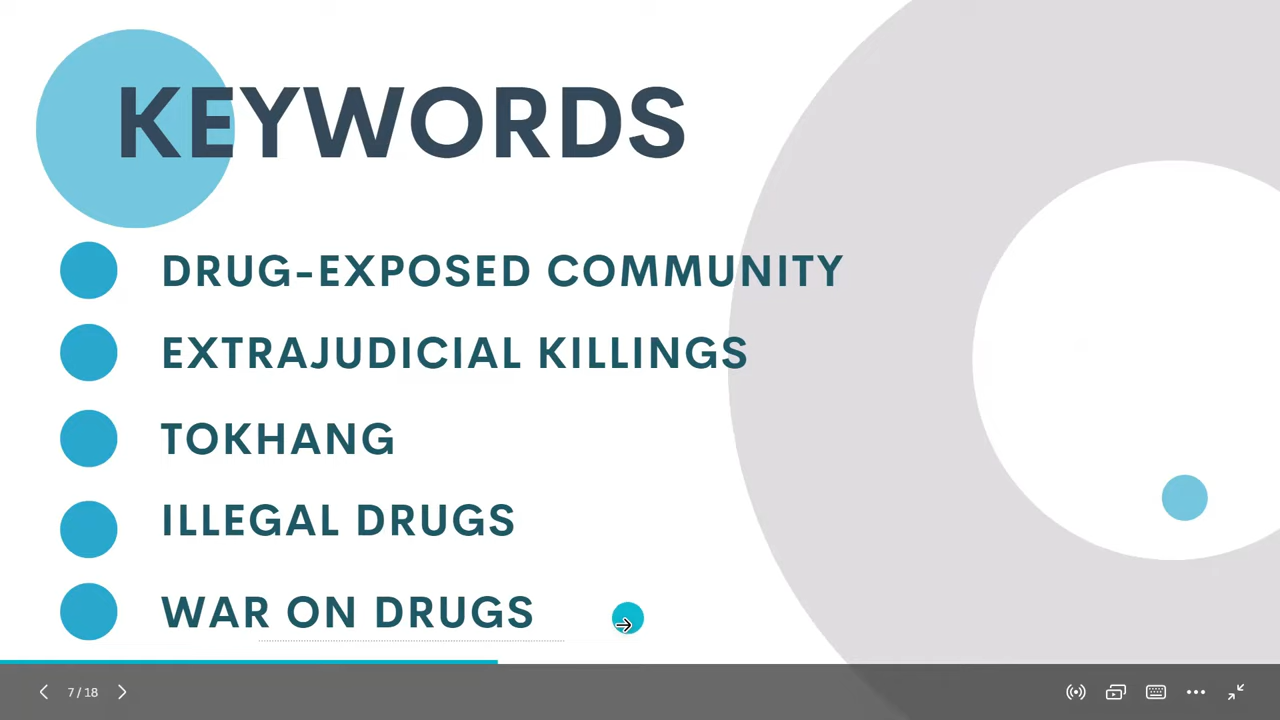 KEYWORDS
DRUG-EXPOSED COMMUNITY
EXTRAJUDICIAL KILLINGS
TOKHANG
ILLEGAL DRUGS
WAR ON DRUGS
7 / 18